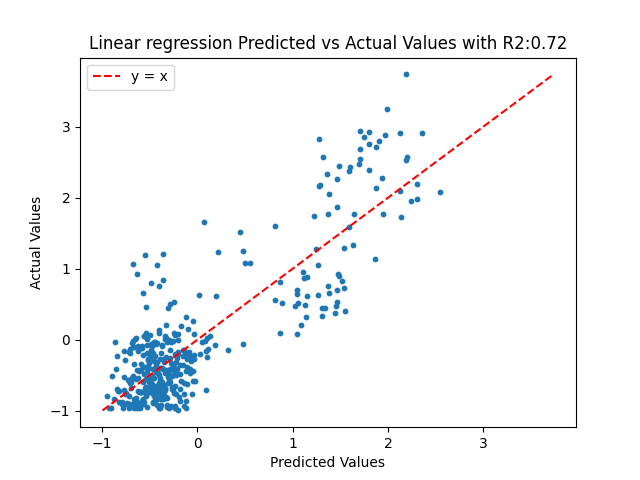 Linear regression Predicted vs Actual Values with R2:0.72
y = x
3
2
1
0
−1
Actual Values
−1 0 1 2 3
Predicted Values